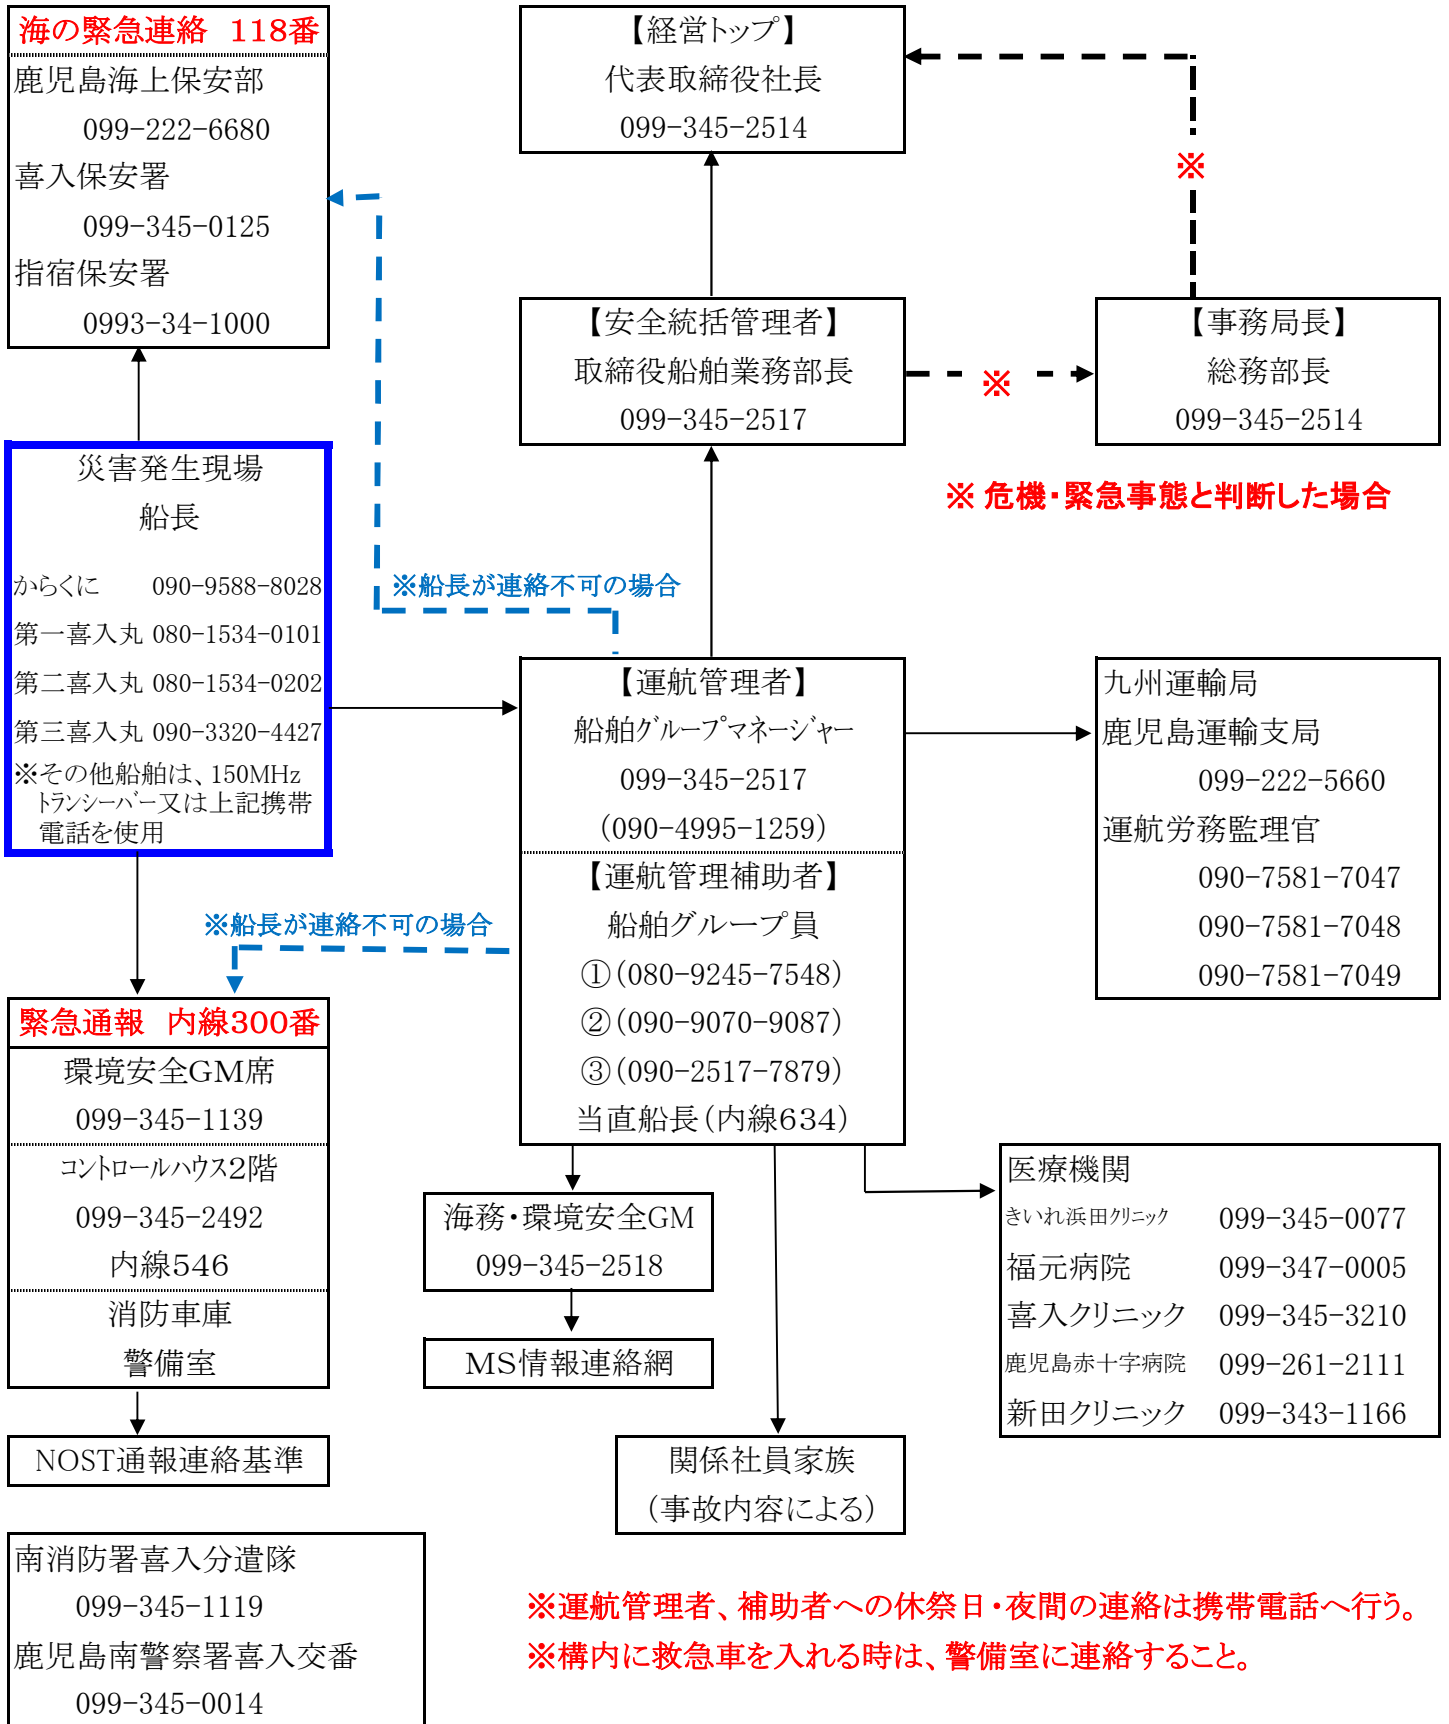 海の緊急連絡　118番
鹿児島海上保安部
099-222-6680
喜入保安署
099-345-0125
指宿保安署
0993-34-1000
【経営トップ】
代表取締役社長
099-345-2514
※
【安全統括管理者】
取締役船舶業務部長
099-345-2517
※
【事務局長】
総務部長
099-345-2514
※ 危機・緊急事態と判断した場合
災害発生現場
船長
からくに　090-9588-8028
第一喜入丸 080-1534-0101
第二喜入丸 080-1534-0202
第三喜入丸 090-3320-4427
※その他船舶は、150MHz
トランシーバー又は上記携帯
電話を使用
※船長が連絡不可の場合
【運航管理者】
船舶グループマネージャー
099-345-2517
(090-4995-1259)
【運航管理補助者】
船舶グループ員
①(080-9245-7548)
②(090-9070-9087)
③(090-2517-7879)
当直船長(内線634)
九州運輸局
鹿児島運輸支局
099-222-5660
運航労務監理官
090-7581-7047
090-7581-7048
090-7581-7049
※船長が連絡不可の場合
緊急通報　内線300番
環境安全GM席
099-345-1139
コントロールハウス2階
099-345-2492
内線546
消防車庫
警備室
NOST通報連絡基準
海務・環境安全GM
099-345-2518
MS情報連絡網
関係社員家族
(事故内容による)
医療機関
きいれ浜田クリニック　099-345-0077
福元病院　099-347-0005
喜入クリニック　099-345-3210
鹿児島赤十字病院　099-261-2111
新田クリニック　099-343-1166
南消防署喜入分遣隊
099-345-1119
鹿児島南警察署喜入交番
099-345-0014
※運航管理者、補助者への休祭日・夜間の連絡は携帯電話へ行う。
※構内に救急車を入れる時は、警備室に連絡すること。